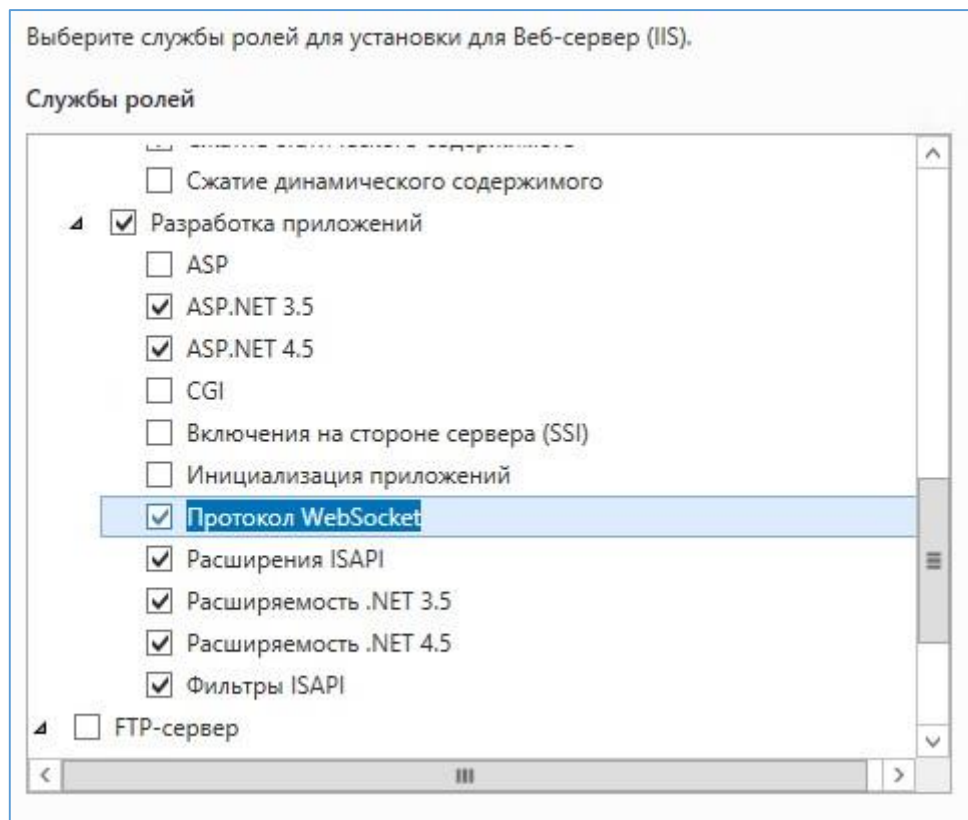 Выберите службы ролей для установки для Веб-сервер (IIS).
Службы ролей
Сжатие динамического содержимого
Разработка приложений
ASP
ASP.NET 3.5
ASP.NET 4.5
CGI
Включения на стороне сервера (SSI)
Инициализация приложений
Протокол WebSocket
Расширения ISAPI
Расширяемость .NET 3.5
Расширяемость .NET 4.5
Фильтры ISAPI
FTP-сервер